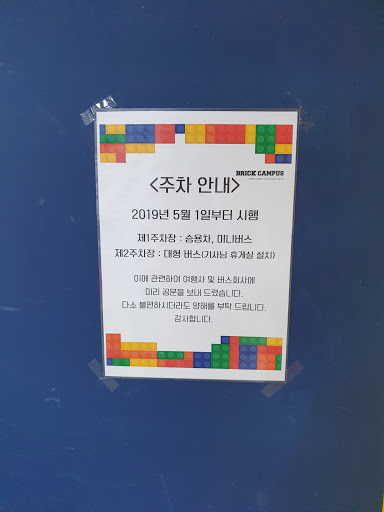 BRICK CAMPUS
<주차 안내>
2019년 5월 1일부터 시행
제1주차장 : 승용차, 미니버스
제2주차장 : 대형 버스(기사님 휴게실 설치)
이에 관련하여 여행사 및 버스회사에
미리 공문을 보내 드렸습니다.
다소 불편하시더라도 양해를 부탁 드립니다.
감사합니다.